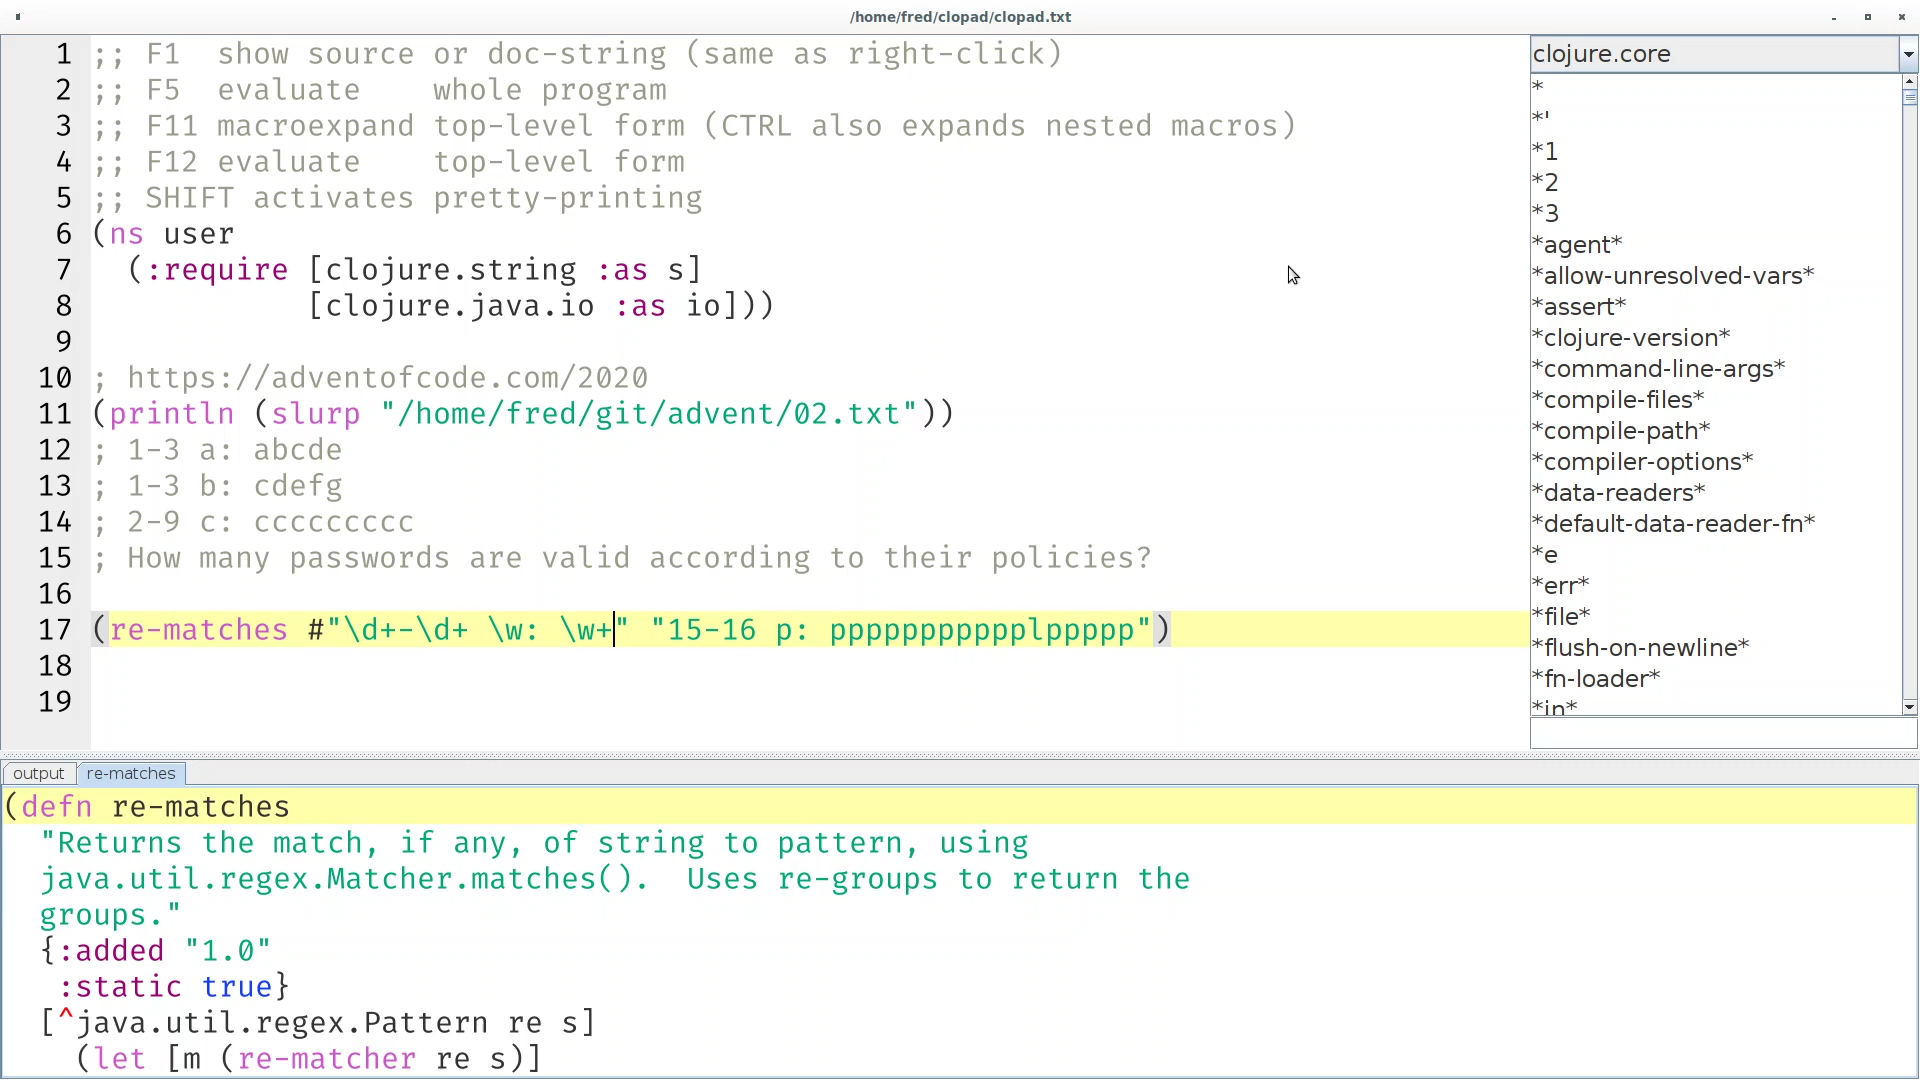 /home/fred/clopad/clopad.txt
1 ;; F1  show source or doc-string (same as right-click)
2 ;; F5  evaluate    whole program
3 ;; F11 macroexpand top-level form (CTRL also expands nested macros)
4 ;; F12 evaluate    top-level form
5 ;; SHIFT activates pretty-printing
6 (ns user
7   (:require [clojure.string :as s]
8             [clojure.java.io :as io]))
9
10 ; https://adventofcode.com/2020
11 (println (slurp "/home/fred/git/advent/02.txt"))
12 ; 1-3 a: abcde
13 ; 1-3 b: cdefg
14 ; 2-9 c: ccccccccc
15 ; How many passwords are valid according to their policies?
16
17 (re-matches #"\d+-\d+ \w: \w+" "15-16 p: ppppppppppplppppp")
18
19
clojure.core
*
*'
*1
*2
*3
*agent*
*allow-unresolved-vars*
*assert*
*clojure-version*
*command-line-args*
*compile-files*
*compile-path*
*compiler-options*
*data-readers*
*default-data-reader-fn*
*e
*err*
*file*
*flush-on-newline*
*fn-loader*
*in*
output re-matches
(defn re-matches
  "Returns the match, if any, of string to pattern, using
  java.util.regex.Matcher.matches().  Uses re-groups to return the
  groups."
  {:added "1.0"
   :static true}
  [^java.util.regex.Pattern re s]
    (let [m (re-matcher re s)]